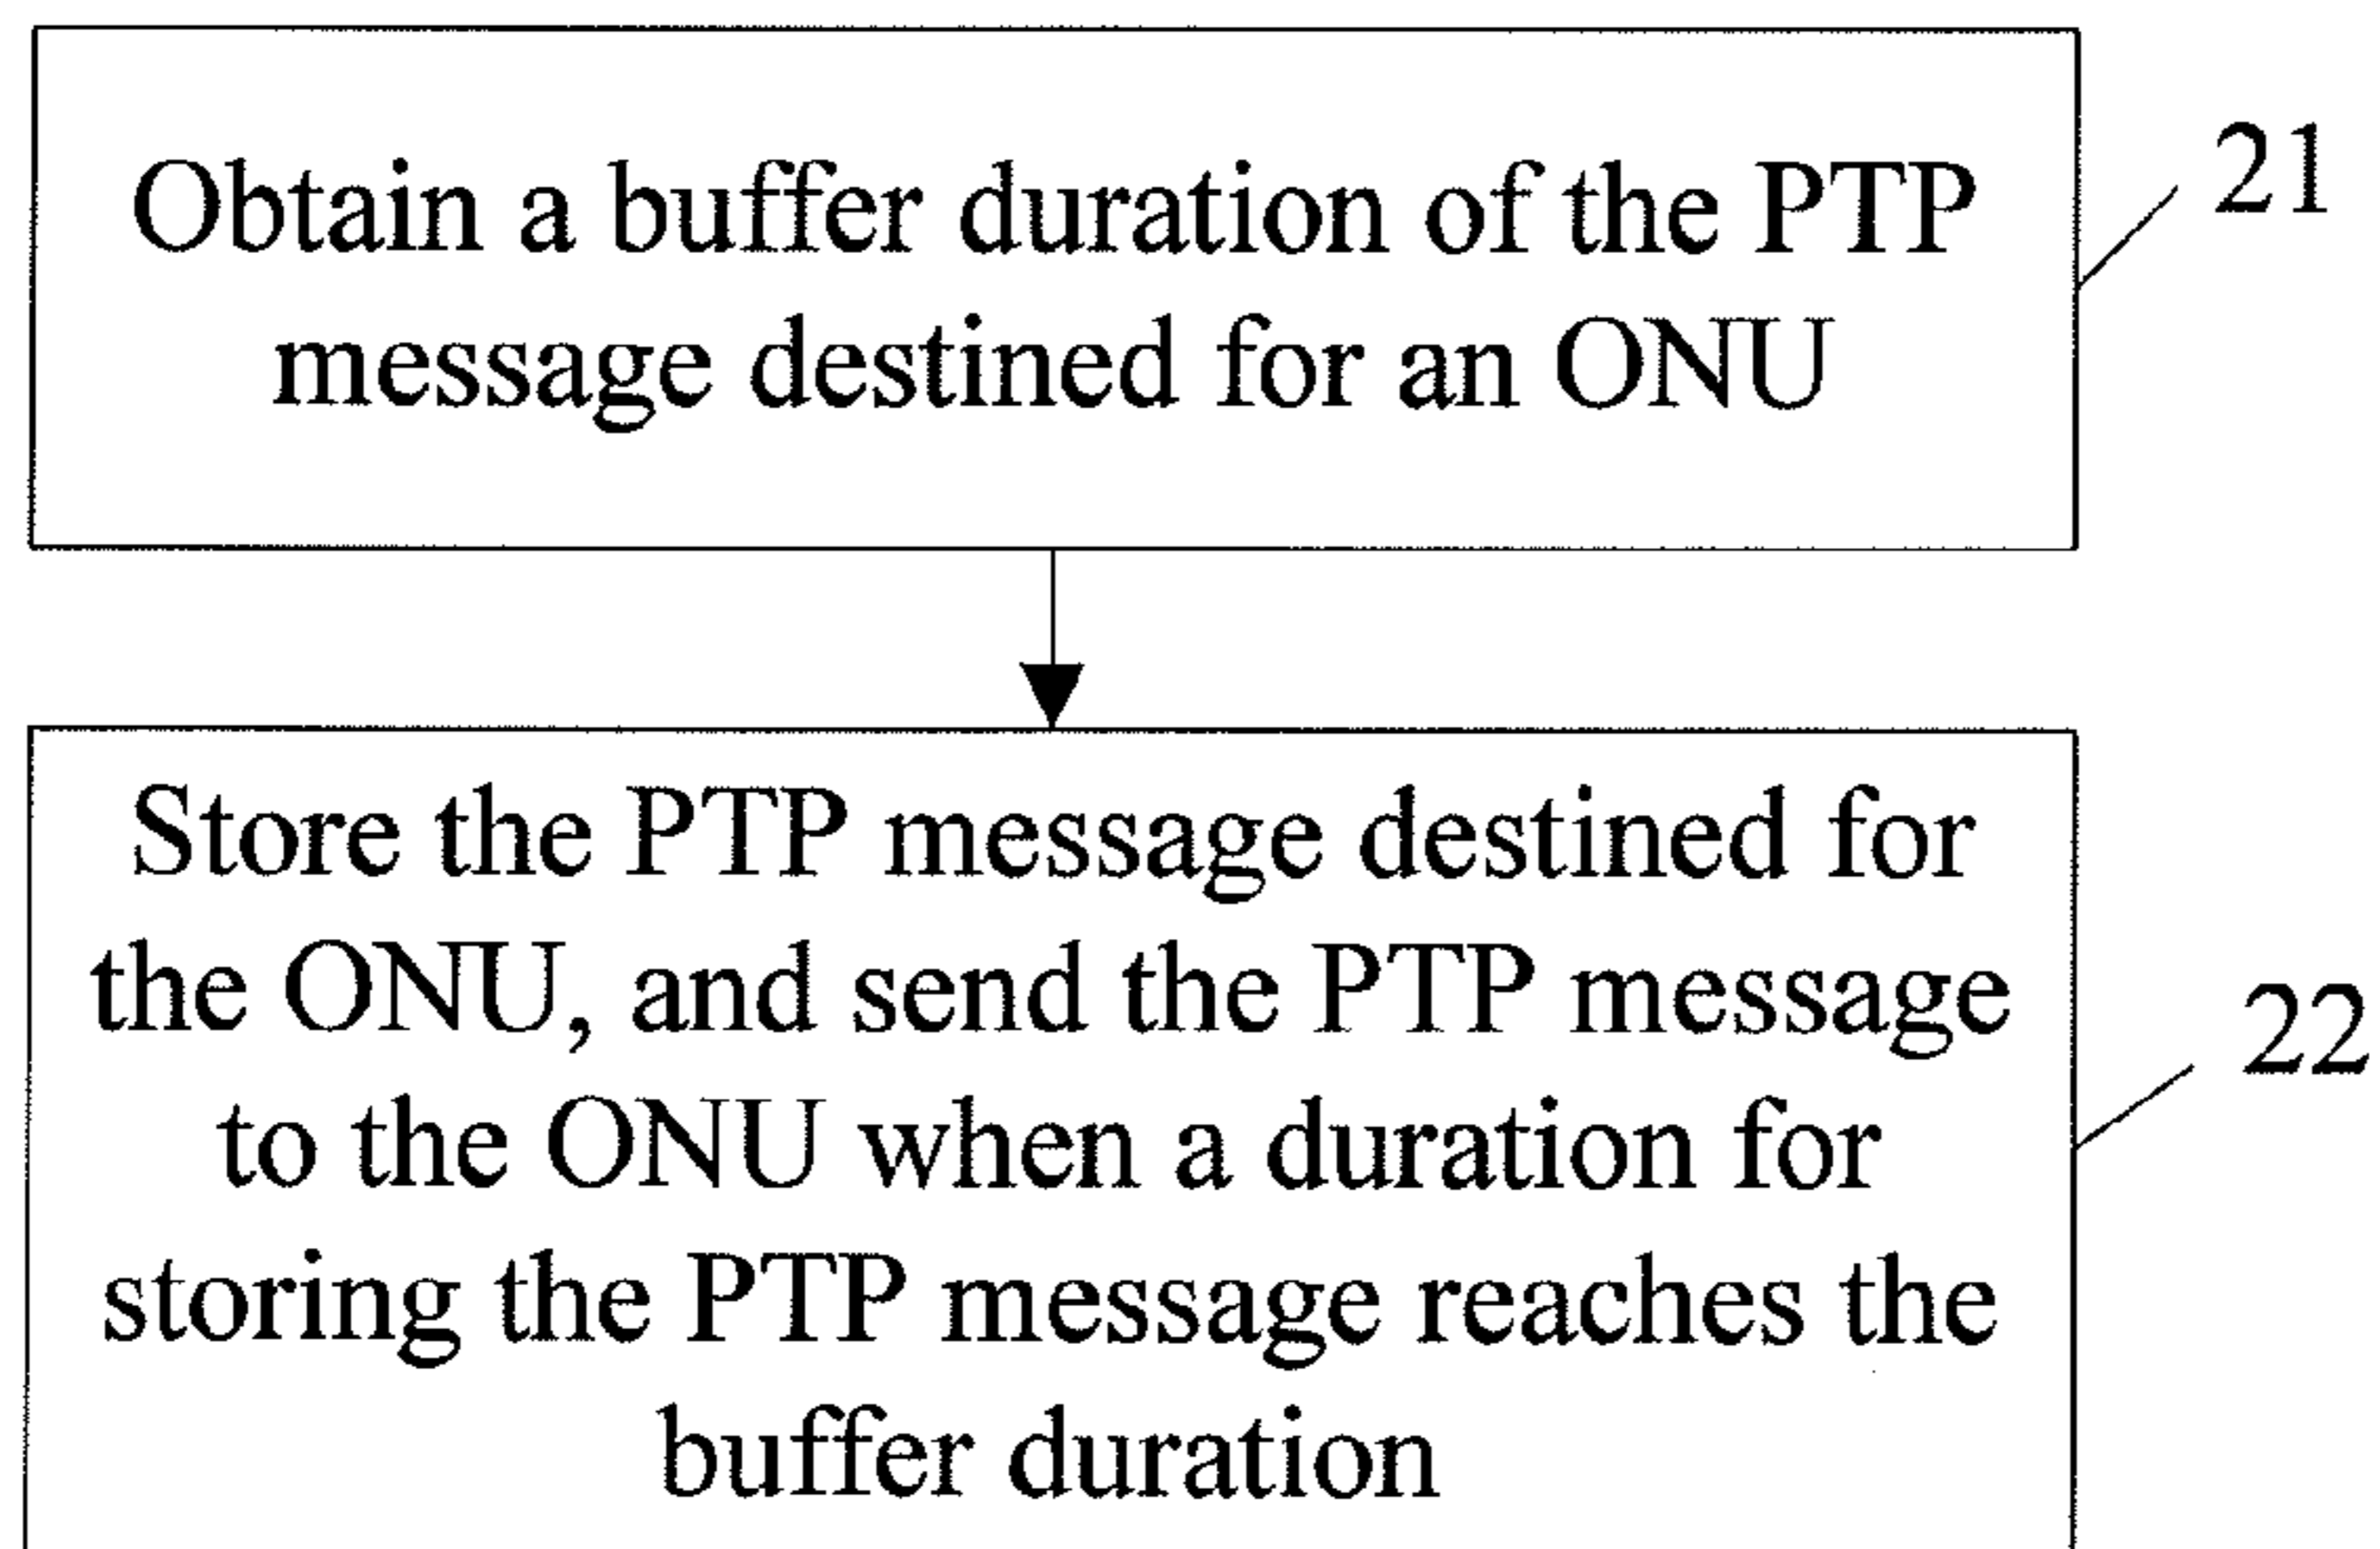 Obtain a buffer duration of the PTP
message destined for an ONU
21
Store the PTP message destined for
the ONU, and send the PTP message
to the ONU when a duration for
storing the PTP message reaches the
buffer duration
22